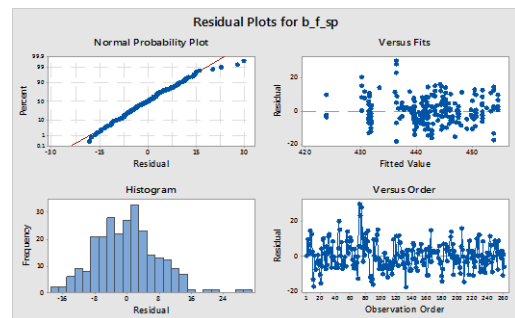 Residual Plots for b_f_sp
Normal Probability Plot
99.9
99
90
50
10
1
0.1
Percent
-30 -15 0 15 30
Residual
Versus Fits
20
0
-20
Residual
420 430 440 450
Fitted Value
Histogram
30
20
10
0
Frequency
-16 -8 0 8 16 24
Residual
Versus Order
20
0
-20
Residual
1 20 40 60 80 100 120 140 160 180 200 220 240 260
Observation Order